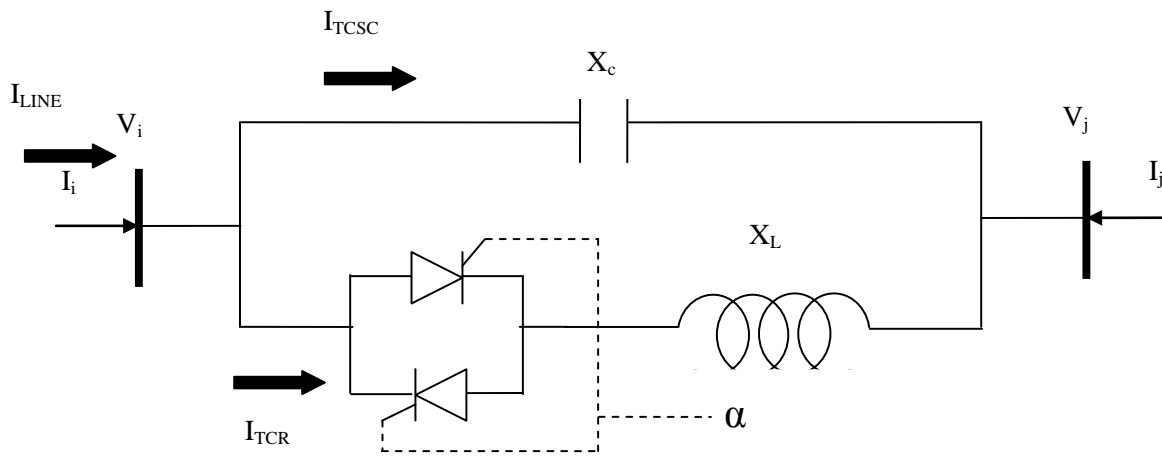 I_TCSC
X_c
I_LINE
V_i
V_j
I_i
I_j
X_L
α
I_TCR